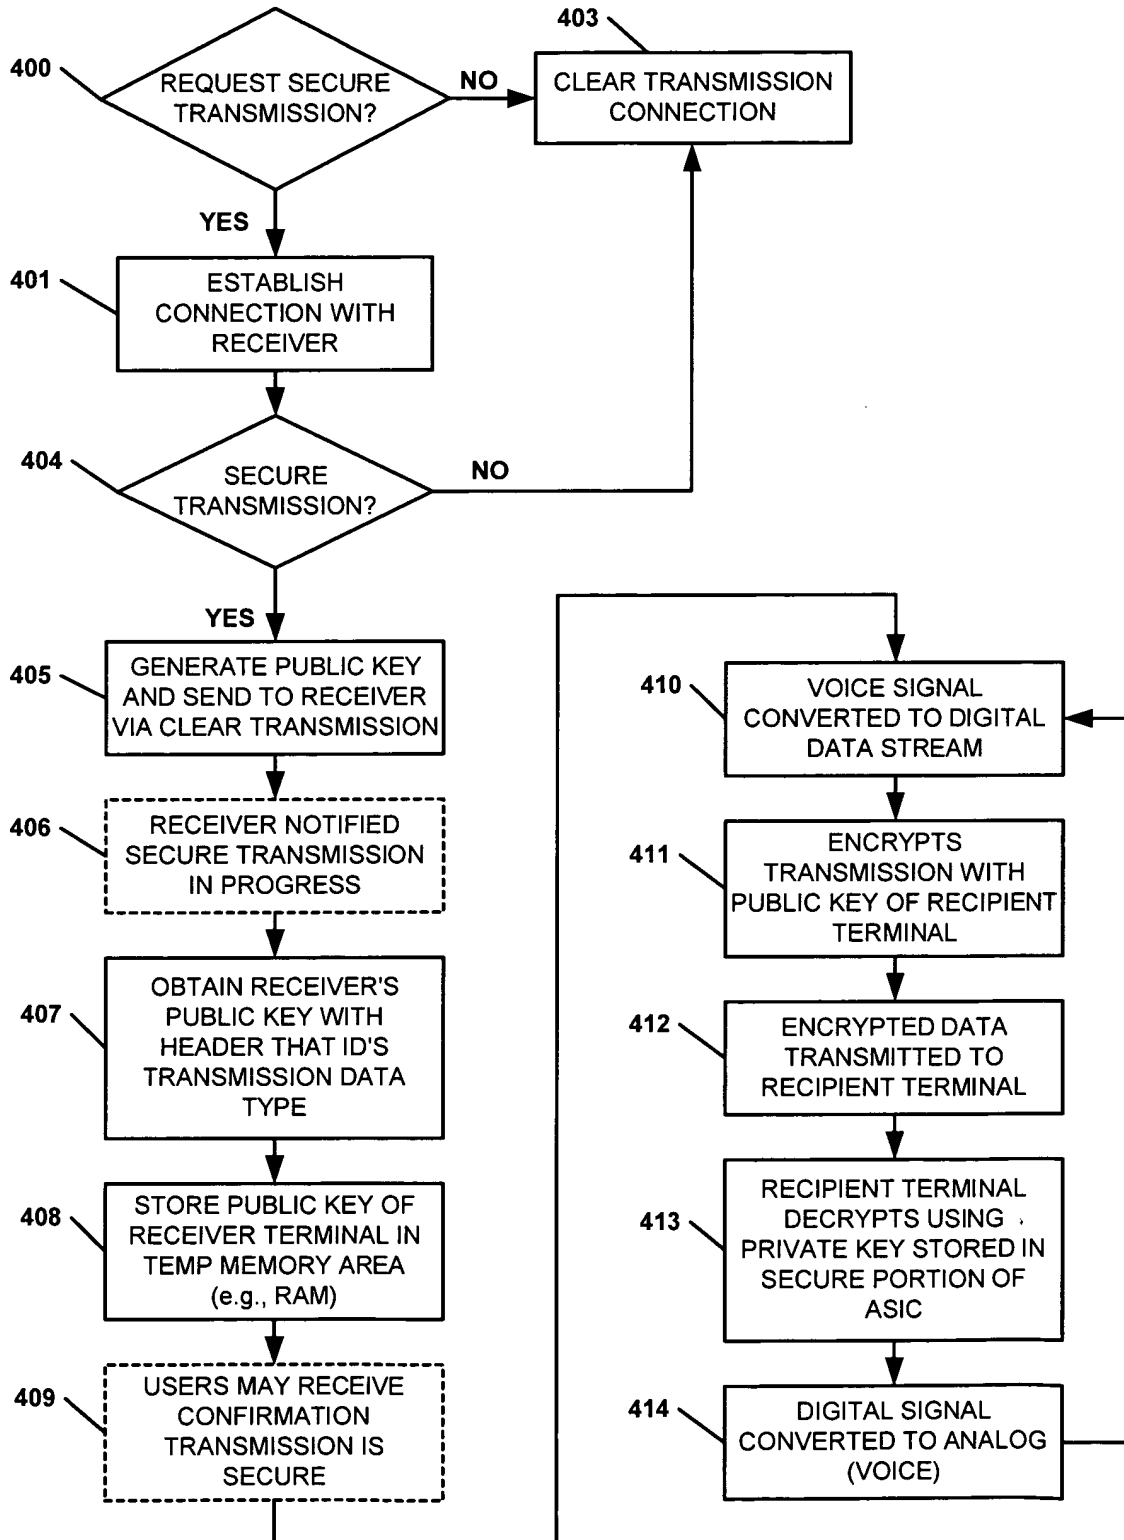 400
REQUEST SECURE
TRANSMISSION?
NO
403
CLEAR TRANSMISSION
CONNECTION
YES
401
ESTABLISH
CONNECTION WITH
RECEIVER
404
SECURE
TRANSMISSION?
NO
YES
405
GENERATE PUBLIC KEY
AND SEND TO RECEIVER
VIA CLEAR TRANSMISSION
406
RECEIVER NOTIFIED
SECURE TRANSMISSION
IN PROGRESS
407
OBTAIN RECEIVER'S
PUBLIC KEY WITH
HEADER THAT ID'S
TRANSMISSION DATA
TYPE
408
STORE PUBLIC KEY OF
RECEIVER TERMINAL IN
TEMP MEMORY AREA
(e.g., RAM)
409
USERS MAY RECEIVE
CONFIRMATION
TRANSMISSION IS
SECURE
410
VOICE SIGNAL
CONVERTED TO DIGITAL
DATA STREAM
411
ENCRYPTS
TRANSMISSION WITH
PUBLIC KEY OF RECIPIENT
TERMINAL
412
ENCRYPTED DATA
TRANSMITTED TO
RECIPIENT TERMINAL
413
RECIPIENT TERMINAL
DECRYPTS USING
PRIVATE KEY STORED IN
SECURE PORTION OF
ASIC
414
DIGITAL SIGNAL
CONVERTED TO ANALOG
(VOICE)